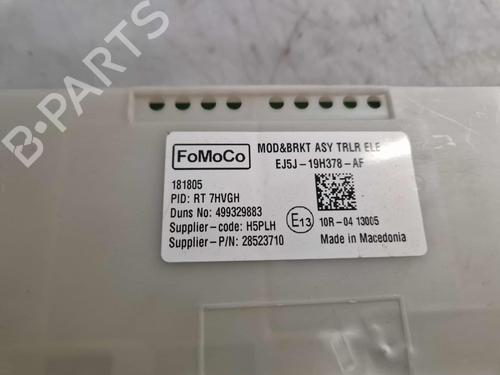 FoMoCo
MOD&BRKT ASY TRLR ELE
EJ5J-19H378-AF
181805
PID: RT 7HVGH
Duns No: 499329883
Supplier-code: H5PLH
Supplier-P/N: 28523710
E13
10R-04 13005
Made in Macedonia
B-PARTS